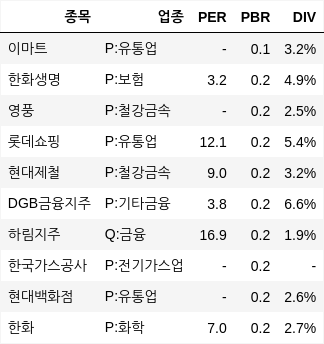 종목 업종 PER PBR DIV
이마트 P:유통업 - 0.1 3.2%
한화생명 P:보험 3.2 0.2 4.9%
영풍 P:철강금속 - 0.2 2.5%
롯데쇼핑 P:유통업 12.1 0.2 5.4%
현대제철 P:철강금속 9.0 0.2 3.2%
DGB금융지주 P:기타금융 3.8 0.2 6.6%
하림지주 Q:금융 16.9 0.2 1.9%
한국가스공사 P:전기가스업 - 0.2 -
현대백화점 P:유통업 - 0.2 2.6%
한화 P:화학 7.0 0.2 2.7%